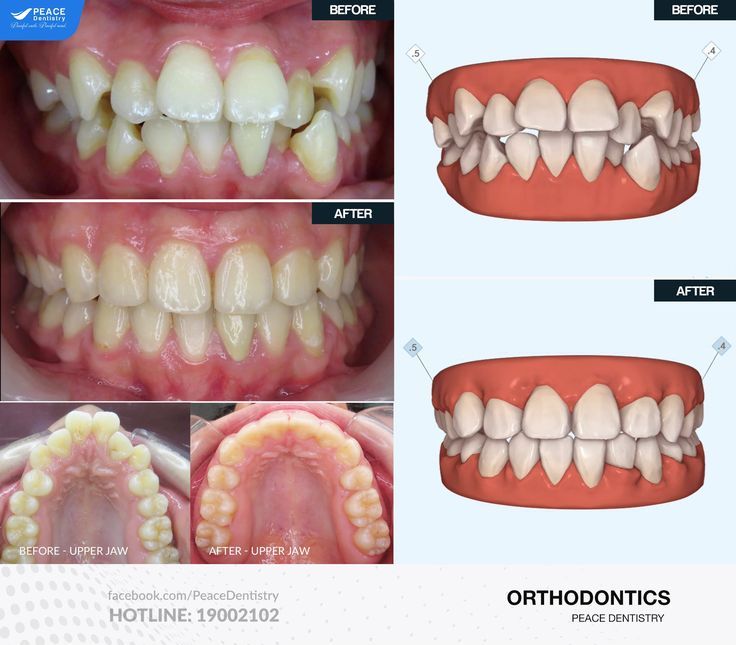 PEACE
Dentistry
BEFORE
BEFORE
.5
.4
AFTER
AFTER
.5
.4
BEFORE - UPPER JAW
AFTER - UPPER JAW
facebook.com/PeaceDentistry
HOTLINE: 19002102
ORTHODONTICS
PEACE DENTISTRY